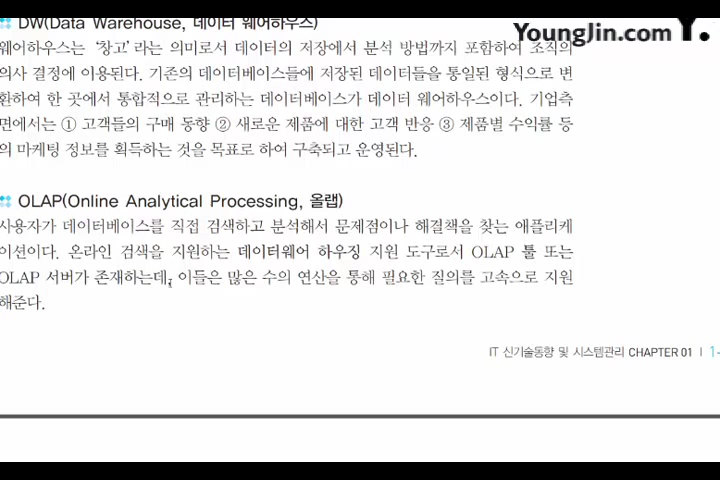 DW(Data Warehouse, 데이터 웨어하우스)
YoungJin.com Y.
웨어하우스는 ‘창고’라는 의미로서 데이터의 저장에서 분석 방법까지 포함하여 조직의
의사 결정에 이용된다. 기존의 데이터베이스들에 저장된 데이터들을 통일된 형식으로 변
환하여 한 곳에서 통합적으로 관리하는 데이터베이스가 데이터 웨어하우스이다. 기업측
면에서는 ① 고객들의 구매 동향 ② 새로운 제품에 대한 고객 반응 ③ 제품별 수익률 등
의 마케팅 정보를 획득하는 것을 목표로 하여 구축되고 운영된다.
OLAP(Online Analytical Processing, 올랩)
사용자가 데이터베이스를 직접 검색하고 분석해서 문제점이나 해결책을 찾는 애플리케
이션이다. 온라인 검색을 지원하는 데이터웨어 하우징 지원 도구로서 OLAP 툴 또는
OLAP 서버가 존재하는데, 이들은 많은 수의 연산을 통해 필요한 질의를 고속으로 지원
해준다.
IT 신기술동향 및 시스템관리 CHAPTER 01 | 1-